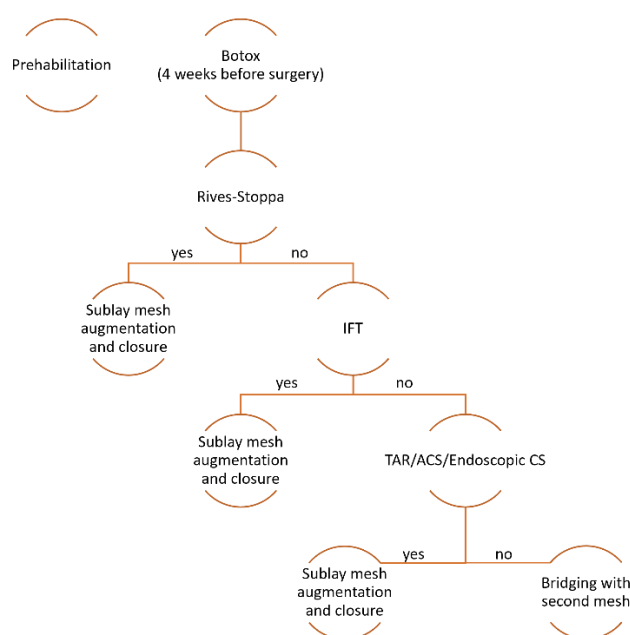 Prehabilitation
Botox
(4 weeks before surgery)
Rives-Stoppa
yes
no
Sublay mesh
augmentation
and closure
IFT
yes
no
Sublay mesh
augmentation
and closure
TAR/ACS/Endoscopic CS
yes
no
Sublay mesh
augmentation
and closure
Bridging with
second mesh